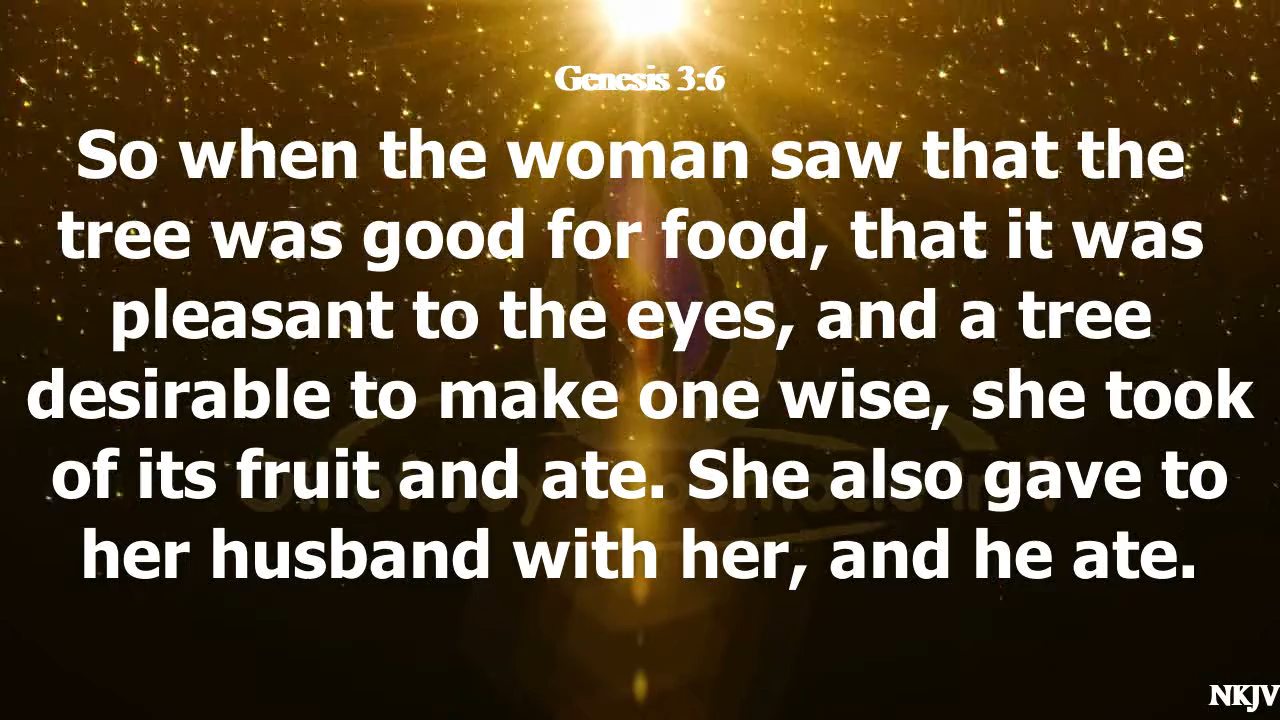 Genesis 3:6
So when the woman saw that the
tree was good for food, that it was
pleasant to the eyes, and a tree
desirable to make one wise, she took
of its fruit and ate. She also gave to
her husband with her, and he ate.
NKJV